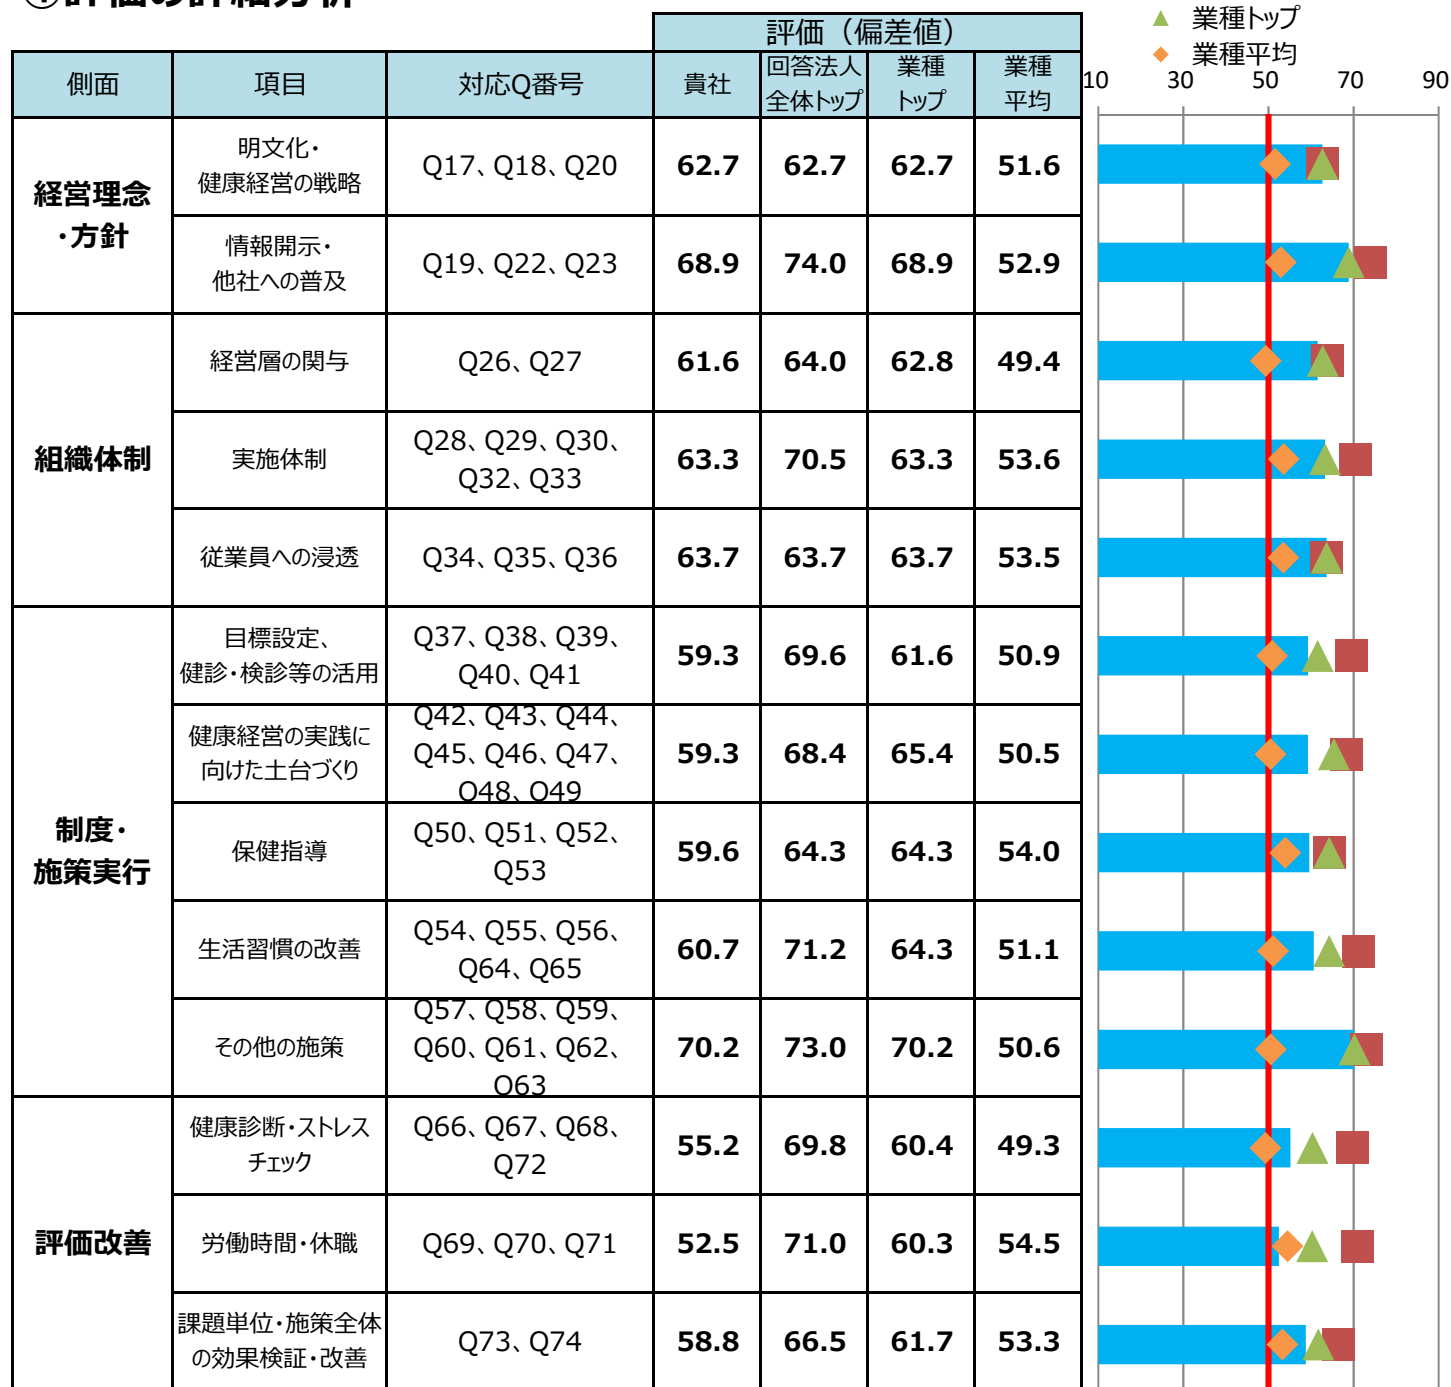 ①評価の詳細分析
▲ 業種トップ
◆ 業種平均
評価（偏差値）
側面 項目 対応Q番号 貴社 回答法人 業種 業種
全体トップ トップ 平均
10 30 50 70 90
経営理念
・方針
明文化・
健康経営の戦略
Q17、Q18、Q20 62.7 62.7 62.7 51.6
情報開示・
他社への普及
Q19、Q22、Q23 68.9 74.0 68.9 52.9
組織体制
経営層の関与 Q26、Q27 61.6 64.0 62.8 49.4
実施体制
Q28、Q29、Q30、
Q32、Q33
63.3 70.5 63.3 53.6
従業員への浸透 Q34、Q35、Q36 63.7 63.7 63.7 53.5
制度・
施策実行
目標設定、
健診・検診等の活用
Q37、Q38、Q39、
Q40、Q41
59.3 69.6 61.6 50.9
健康経営の実践に
向けた土台づくり
Q42、Q43、Q44、
Q45、Q46、Q47、
Q48、Q49
59.3 68.4 65.4 50.5
保健指導
Q50、Q51、Q52、
Q53
59.6 64.3 64.3 54.0
生活習慣の改善
Q54、Q55、Q56、
Q64、Q65
60.7 71.2 64.3 51.1
その他の施策
Q57、Q58、Q59、
Q60、Q61、Q62、
Q63
70.2 73.0 70.2 50.6
評価改善
健康診断・ストレス
チェック
Q66、Q67、Q68、
Q72
55.2 69.8 60.4 49.3
労働時間・休職 Q69、Q70、Q71 52.5 71.0 60.3 54.5
課題単位・施策全体
の効果検証・改善
Q73、Q74 58.8 66.5 61.7 53.3